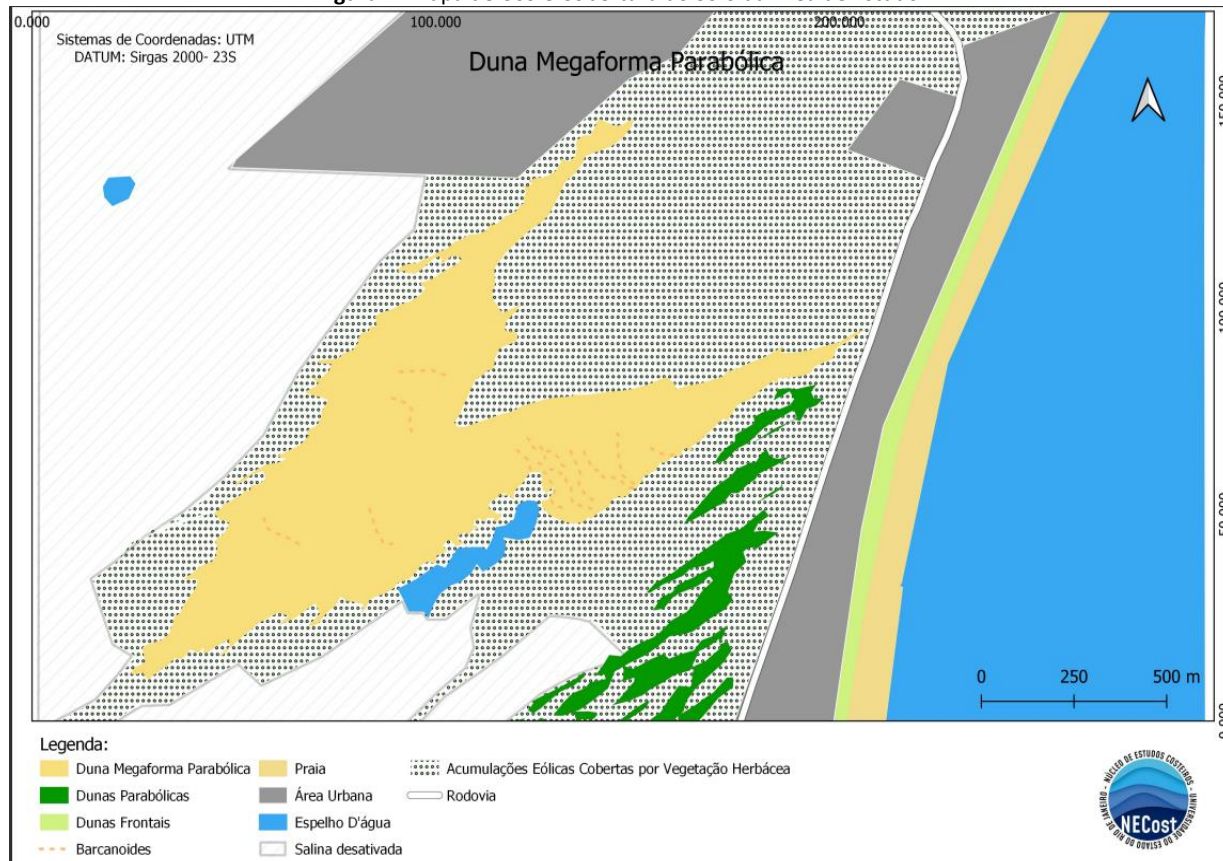 0.000 100.000 200.000
Sistemas de Coordenadas: UTM
DATUM: Sirgas 2000- 23S
Duna Megaforma Parabólica
150.000
100.000
50.000
0.000
0 250 500 m
Legenda:
Duna Megaforma Parabólica
Dunas Parabólicas
Dunas Frontais
Barcanoides
Praia
Área Urbana
Espelho D'água
Salina desativada
Acumulações Eólicas Cobertas por Vegetação Herbácea
Rodovia
NÚCLEO DE ESTUDOS COSTEIROS - UNIVERSIDADE DO ESTADO DO RIO DE JANEIRO -
NECost